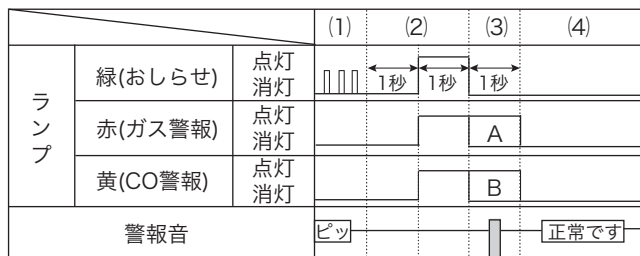 (1) (2) (3) (4)
ランプ
緑(おしらせ) 点灯
消灯
1秒 1秒 1秒
赤(ガス警報) 点灯
消灯
A
黄(CO警報) 点灯
消灯
B
警報音 ピッ 正常です